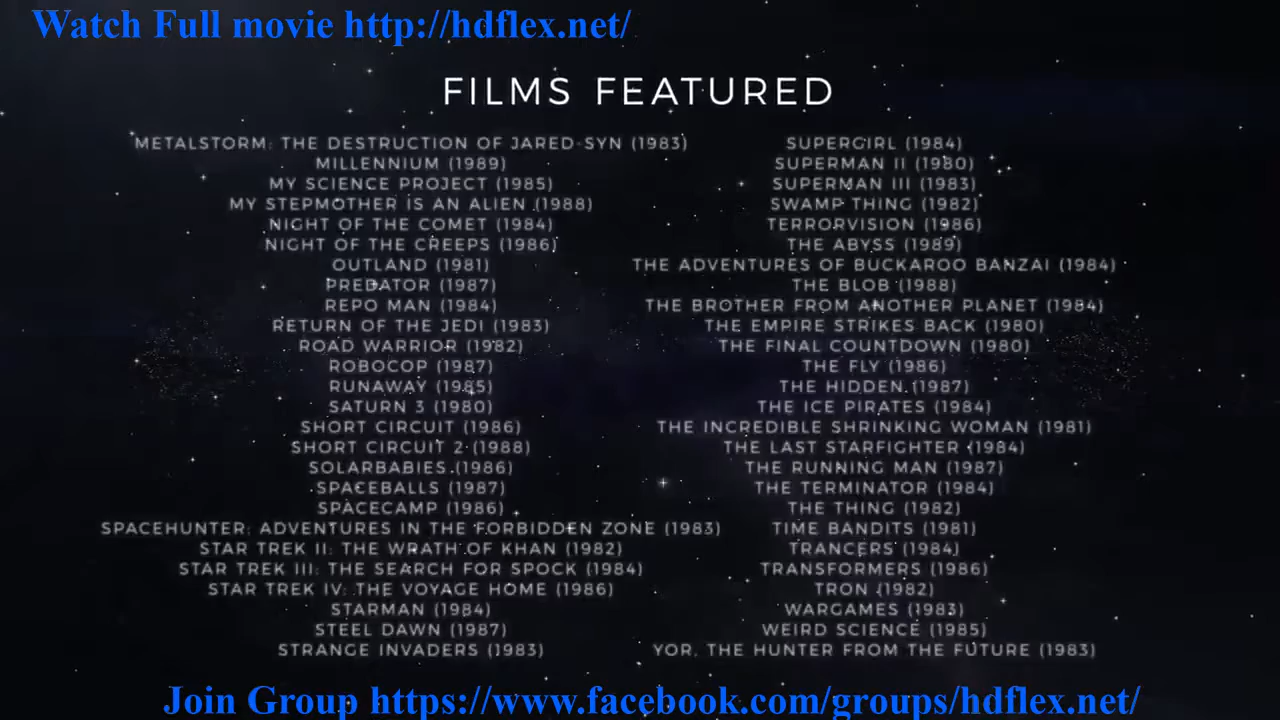 Watch Full movie http://hdflex.net/
FILMS FEATURED
METALSTORM: THE DESTRUCTION OF JARED-SYN (1983)
MILLENNIUM (1989)
MY SCIENCE PROJECT (1985)
MY STEPMOTHER IS AN ALIEN (1988)
NIGHT OF THE COMET (1984)
NIGHT OF THE CREEPS (1986)
OUTLAND (1981)
PREDATOR (1987)
REPO MAN (1984)
RETURN OF THE JEDI (1983)
ROAD WARRIOR (1982)
ROBOCOP (1987)
RUNAWAY (1985)
SATURN 3 (1980)
SHORT CIRCUIT (1986)
SHORT CIRCUIT 2 (1988)
SOLARBABIES (1986)
SPACEBALLS (1987)
SPACECAMP (1986)
SPACEHUNTER: ADVENTURES IN THE FORBIDDEN ZONE (1983)
STAR TREK II: THE WRATH OF KHAN (1982)
STAR TREK III: THE SEARCH FOR SPOCK (1984)
STAR TREK IV: THE VOYAGE HOME (1986)
STARMAN (1984)
STEEL DAWN (1987)
STRANGE INVADERS (1983)
SUPERGIRL (1984)
SUPERMAN II (1980)
SUPERMAN III (1983)
SWAMP THING (1982)
TERRORVISION (1986)
THE ABYSS (1989)
THE ADVENTURES OF BUCKAROO BANZAI (1984)
THE BLOB (1988)
THE BROTHER FROM ANOTHER PLANET (1984)
THE EMPIRE STRIKES BACK (1980)
THE FINAL COUNTDOWN (1980)
THE FLY (1986)
THE HIDDEN (1987)
THE ICE PIRATES (1984)
THE INCREDIBLE SHRINKING WOMAN (1981)
THE LAST STARFIGHTER (1984)
THE RUNNING MAN (1987)
THE TERMINATOR (1984)
THE THING (1982)
TIME BANDITS (1981)
TRANCERS (1984)
TRANSFORMERS (1986)
TRON (1982)
WARGAMES (1983)
WEIRD SCIENCE (1985)
YOR, THE HUNTER FROM THE FUTURE (1983)
Join Group https://www.facebook.com/groups/hdflex.net/